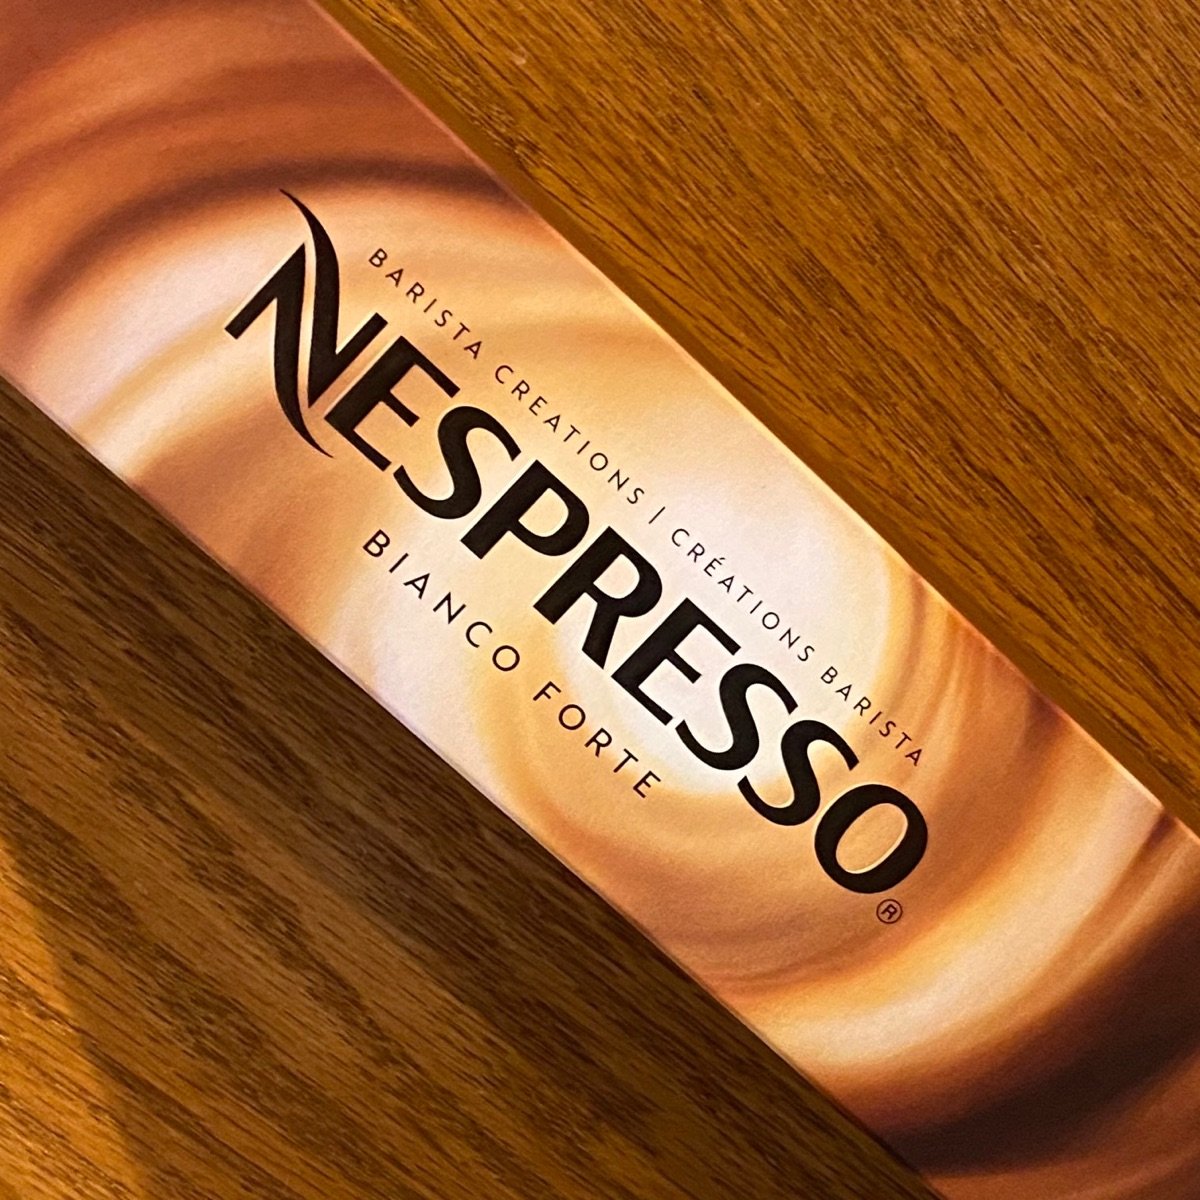 BARISTA CREATIONS | CRÉATIONS BARISTA
NESPRESSO®
BIANCO FORTE